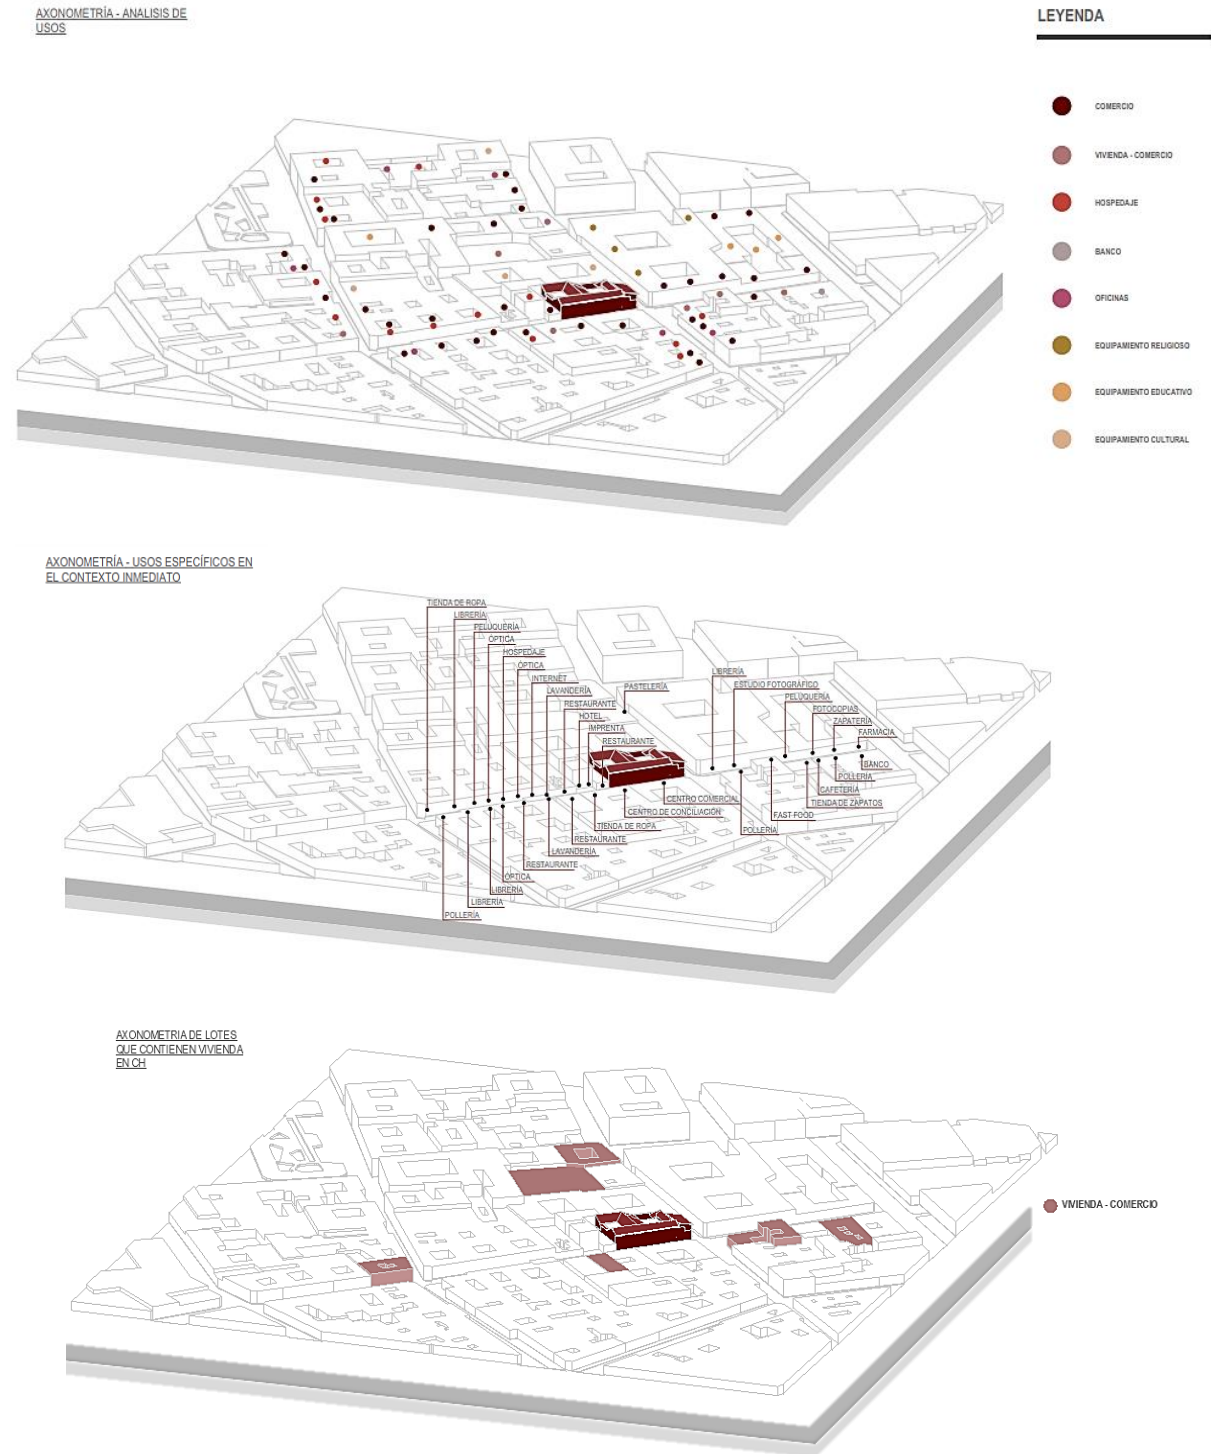 AXONOMETRÍA - ANALISIS DE
USOS
LEYENDA
COMERCIO
VIVIENDA - COMERCIO
HOSPEDAJE
BANCO
OFICINAS
EQUIPAMIENTO RELIGIOSO
EQUIPAMIENTO EDUCATIVO
EQUIPAMIENTO CULTURAL
AXONOMETRÍA - USOS ESPECÍFICOS EN
EL CONTEXTO INMEDIATO
TIENDA DE ROPA
LIBRERÍA
PELUQUERÍA
ÓPTICA
HOSPEDAJE
ÓPTICA
INTERNET
LAVANDERÍA
RESTAURANTE
HOTEL
IMPRENTA
RESTAURANTE
PASTELERÍA
LIBRERÍA
ESTUDIO FOTOGRÁFICO
PELUQUERÍA
FOTOCOPIAS
ZAPATERÍA
FARMACIA
BANCO
POLLERÍA
CAFETERÍA
TIENDA DE ZAPATOS
FAST FOOD
POLLERÍA
CENTRO COMERCIAL
CENTRO DE CONCILIACIÓN
TIENDA DE ROPA
RESTAURANTE
LAVANDERÍA
RESTAURANTE
ÓPTICA
LIBRERÍA
LIBRERÍA
POLLERÍA
AXONOMETRIA DE LOTES
QUE CONTIENEN VIVIENDA
EN CH
VIVIENDA - COMERCIO